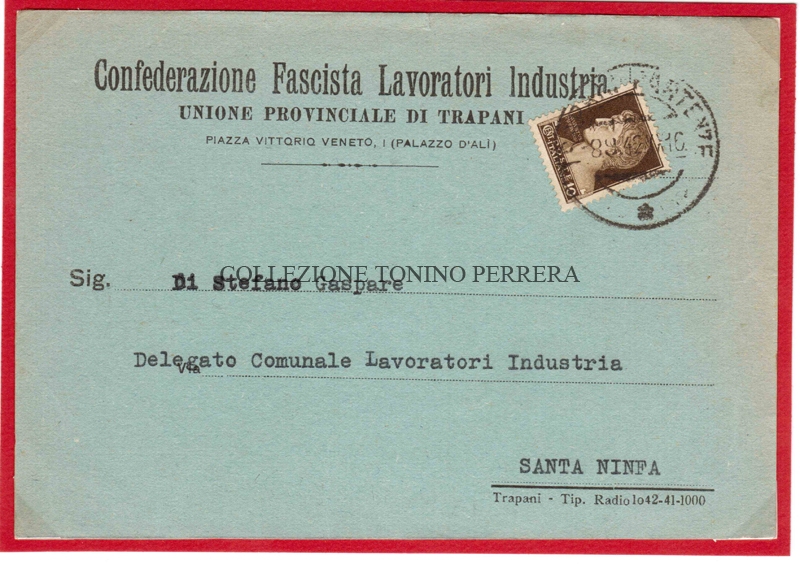 Confederazione Fascista Lavoratori Industria
UNIONE PROVINCIALE DI TRAPANI
PIAZZA VITTORIO VENETO, 1 (PALAZZO D'ALÌ)
COLLEZIONE TONINO PERRERA
Sig. Di Stefano Gaspare
Delegato Comunale Lavoratori Industria
Via
SANTA NINFA
Trapani - Tip. Radio 1042-41-1000